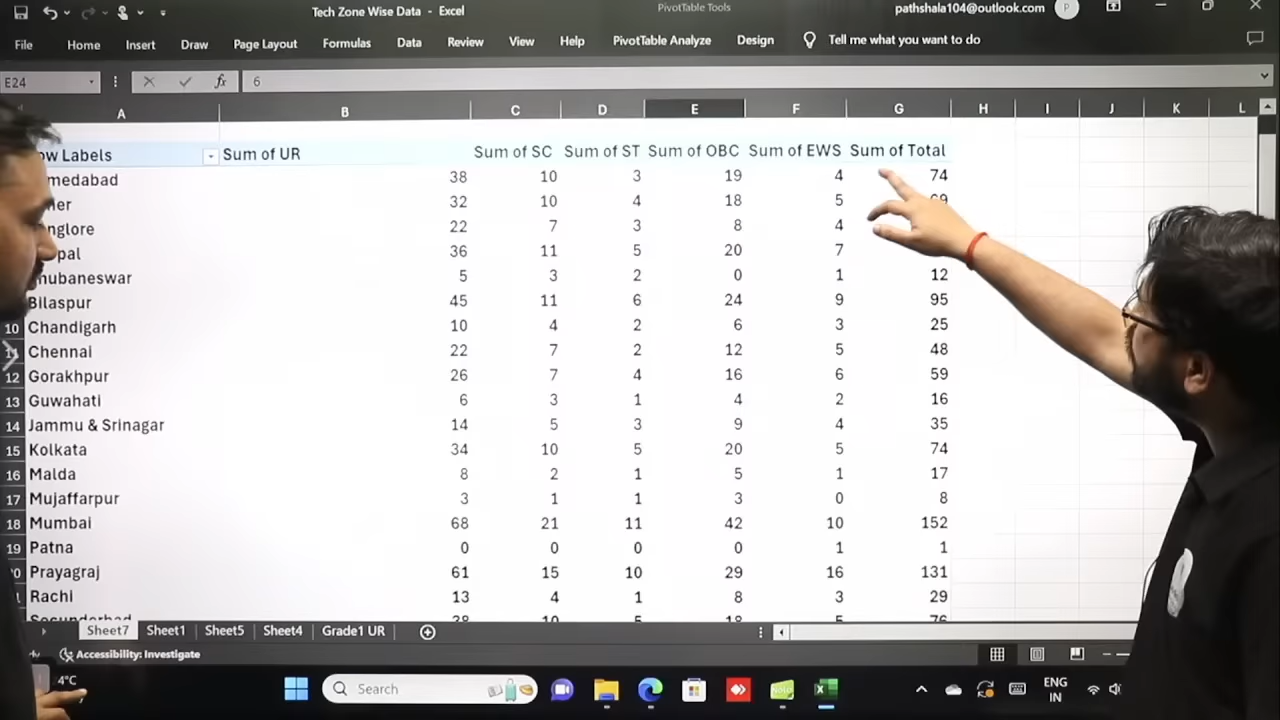 Tech Zone Wise Data - Excel
PivotTable Tools
pathshala104@outlook.com
P
File Home Insert Draw Page Layout Formulas Data Review View Help PivotTable Analyze Design Tell me what you want to do
E24 fx 6
A B C D E F G H I J K L
Labels Sum of UR Sum of SC Sum of ST Sum of OBC Sum of EWS Sum of Total
medabad 38 10 3 19 4 74
32 10 4 18 5 69
22 7 3 8 4
36 11 5 20 7
5 3 2 0 1 12
Bilaspur 45 11 6 24 9 95
10 Chandigarh 10 4 2 6 3 25
11 Chennai 22 7 2 12 5 48
12 Gorakhpur 26 7 4 16 6 59
13 Guwahati 6 3 1 4 2 16
14 Jammu & Srinagar 14 5 3 9 4 35
15 Kolkata 34 10 5 20 5 74
16 Malda 8 2 1 5 1 17
17 Mujaffarpur 3 1 1 3 0 8
18 Mumbai 68 21 11 42 10 152
19 Patna 0 0 0 0 1 1
Prayagraj 61 15 10 29 16 131
Rachi 13 4 1 8 3 29
Sheet7 Sheet1 Sheet5 Sheet4 Grade1 UR
Accessibility: Investigate
4°C
Search
ENG
IN